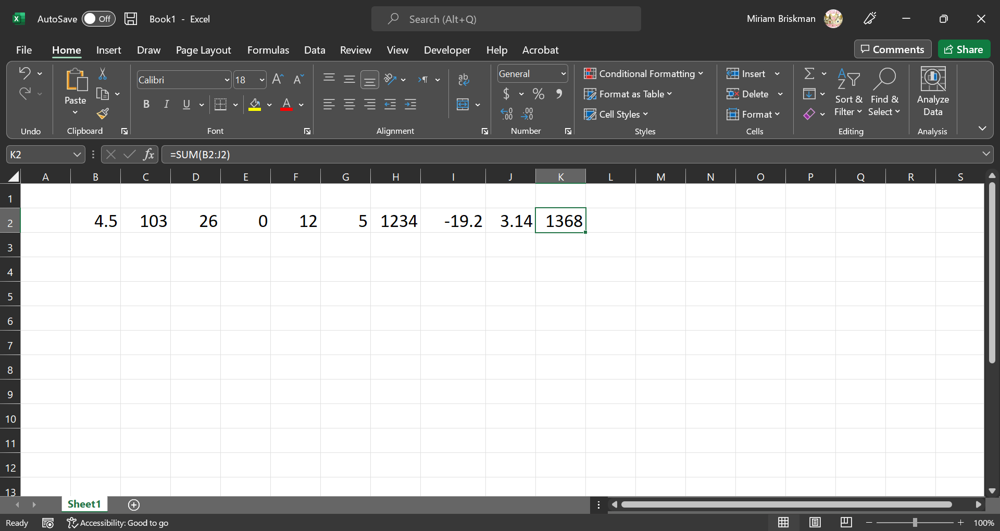 AutoSave Off Book1 - Excel Search (Alt+Q) Miriam Briskman
File Home Insert Draw Page Layout Formulas Data Review View Developer Help Acrobat Comments Share
Paste
Undo Clipboard
Calibri 18
B I U
Font
ab
Alignment
General
$ % 9
.00 .00
Number
Conditional Formatting
Format as Table
Cell Styles
Styles
Insert
Delete
Format
Cells
Sort & Filter
Find & Select
Editing
Analyze Data
Analysis
K2 fx =SUM(B2:J2)
A B C D E F G H I J K L M N O P Q R S
1
2 4.5 103 26 0 12 5 1234 -19.2 3.14 1368
3
4
5
6
7
8
9
10
11
12
13
Sheet1
Ready Accessibility: Good to go 100%